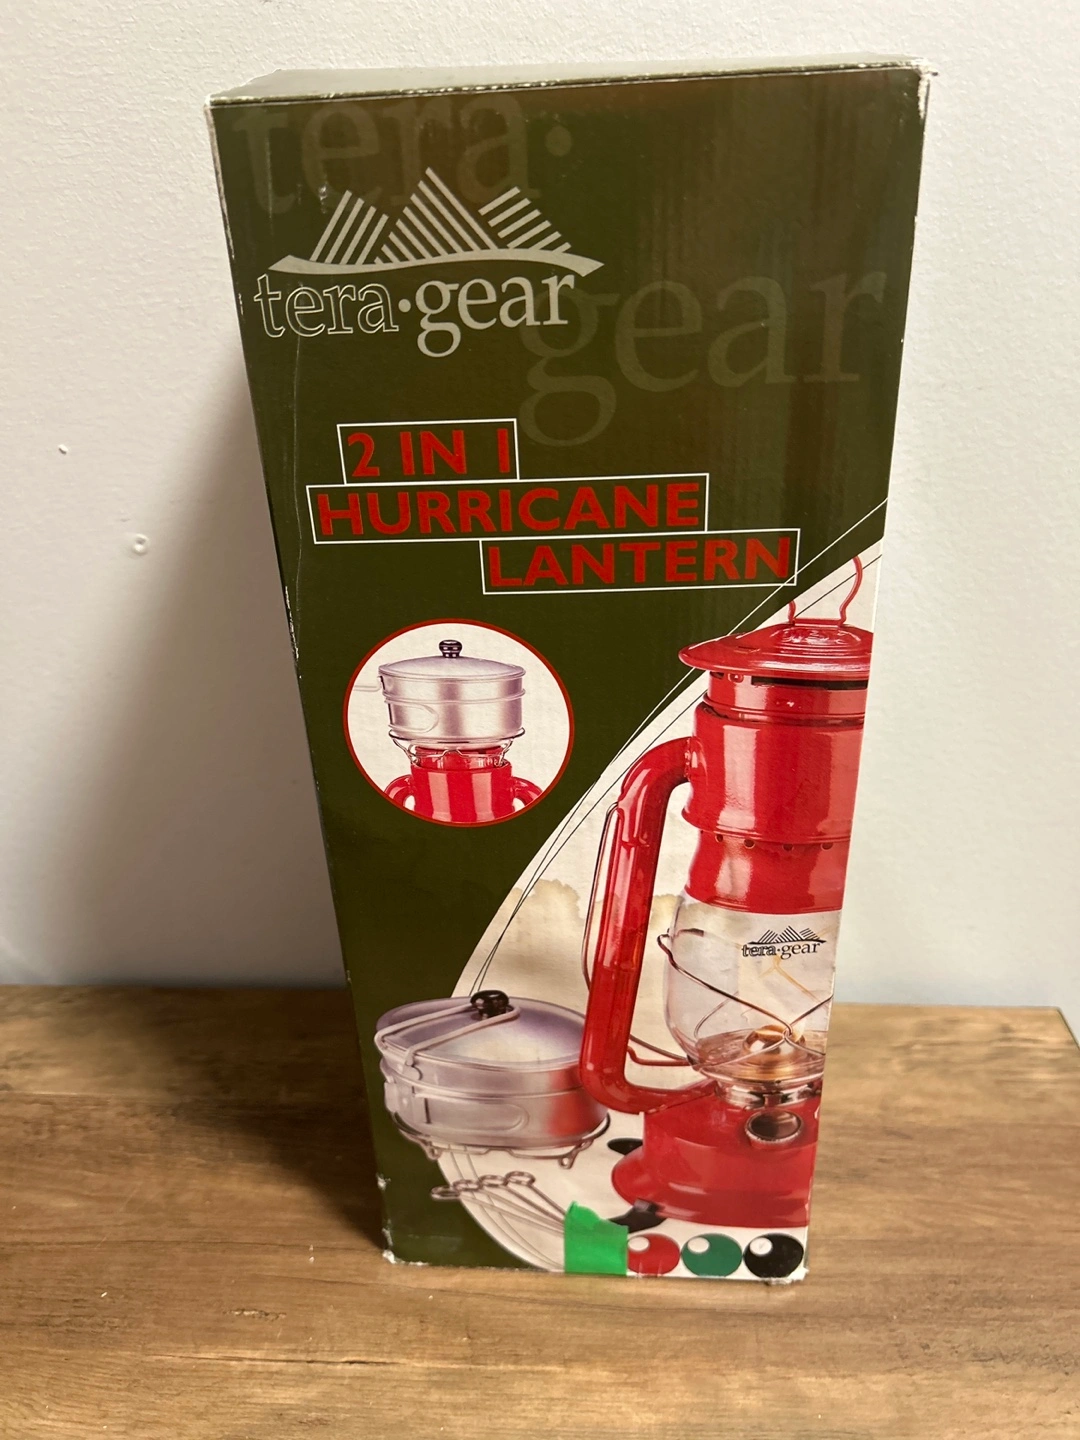 tera·
gear
tera·gear
2 IN 1
HURRICANE
LANTERN
tera·gear